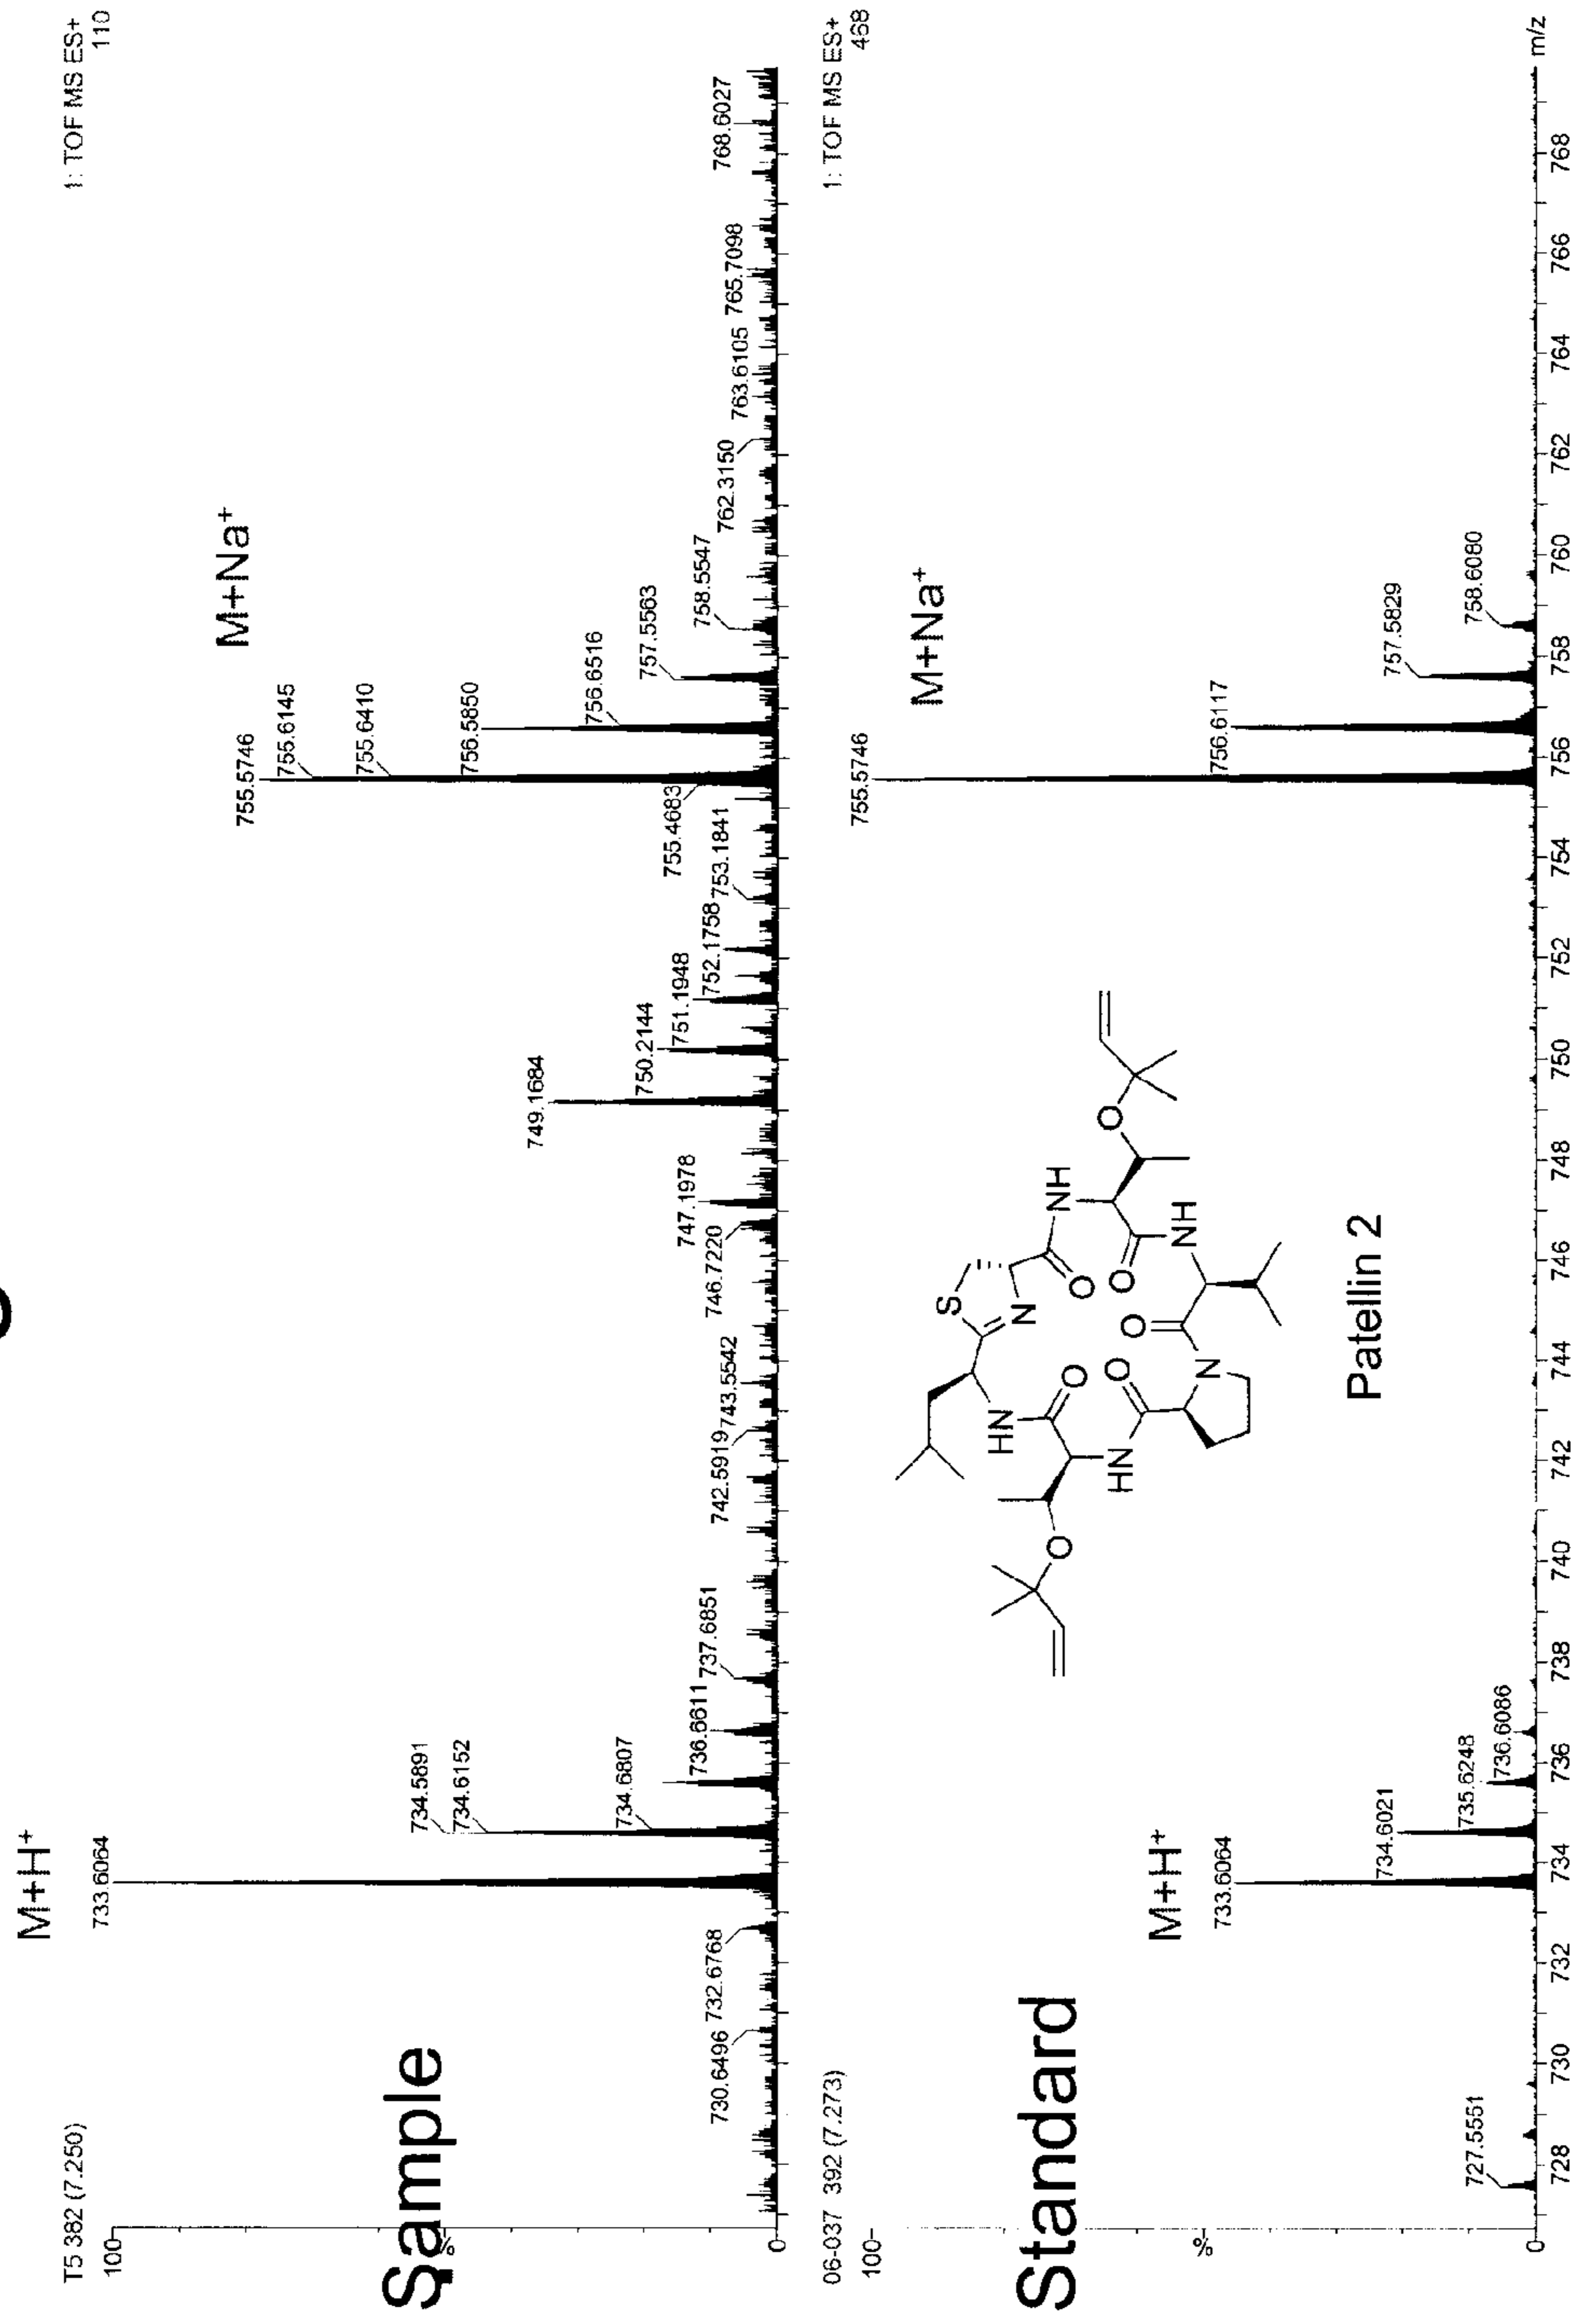 T5 382 (7.250)
1: TOF MS ES+
110
M+H+
M+Na+
Sample
100
%
0
730.6496
732.6768
733.6064
734.5891
734.6152
734.6807
736.6611
737.6851
742.5919
743.5542
746.7220
747.1978
749.1684
750.2144
751.1948
752.1758
753.1841
755.4683
755.5746
755.6145
755.6410
756.5850
756.6516
757.5563
758.5547
762.3150
763.6105
765.7098
768.6027
06-037 392 (7.273)
1: TOF MS ES+
468
Standard
M+H+
M+Na+
100
%
0
727.5551
733.6064
734.6021
735.6248
736.6086
755.5746
756.6117
757.5829
758.6080
S
N
O
NH
O
O
NH
O
N
O
HN
O
HN
O
Patellin 2
728 730 732 734 736 738 740 742 744 746 748 750 752 754 756 758 760 762 764 766 768 m/z